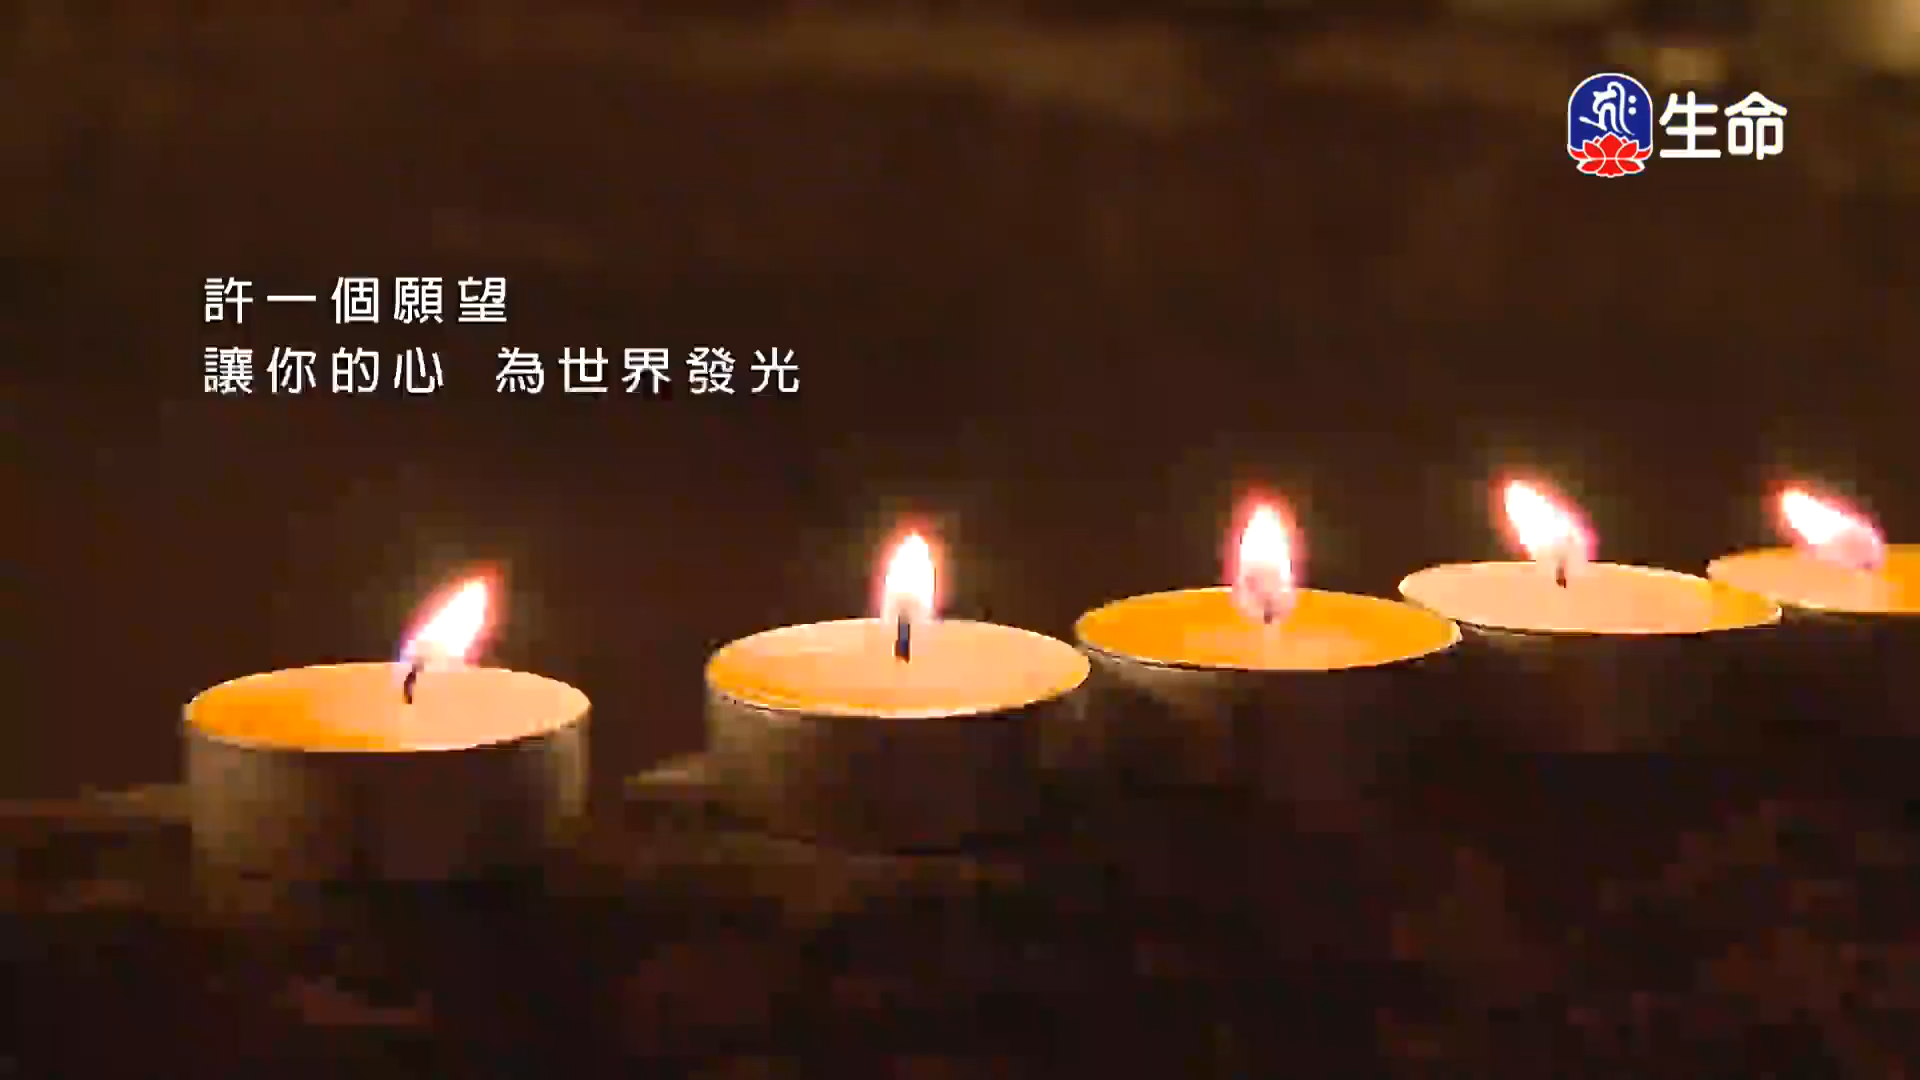 生命
許一個願望
讓你的心 為世界發光